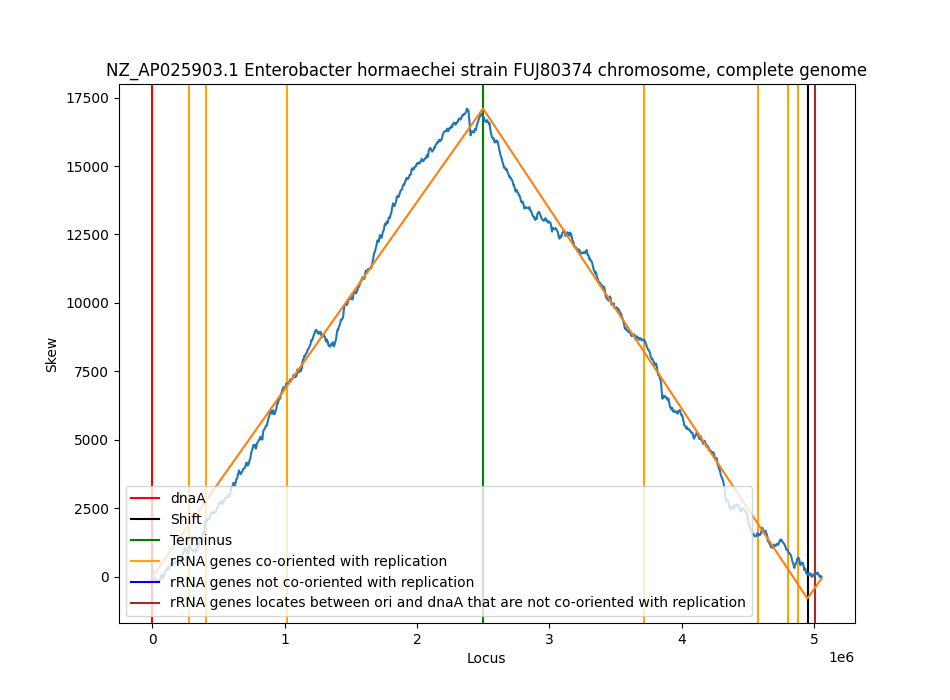 NZ_AP025903.1 Enterobacter hormaechei strain FUJ80374 chromosome, complete genome
17500
15000
12500
10000
7500
5000
2500
0
Skew
dnaA
Shift
Terminus
rRNA genes co-oriented with replication
rRNA genes not co-oriented with replication
rRNA genes locates between ori and dnaA that are not co-oriented with replication
0 1 2 3 4 5
1e6
Locus